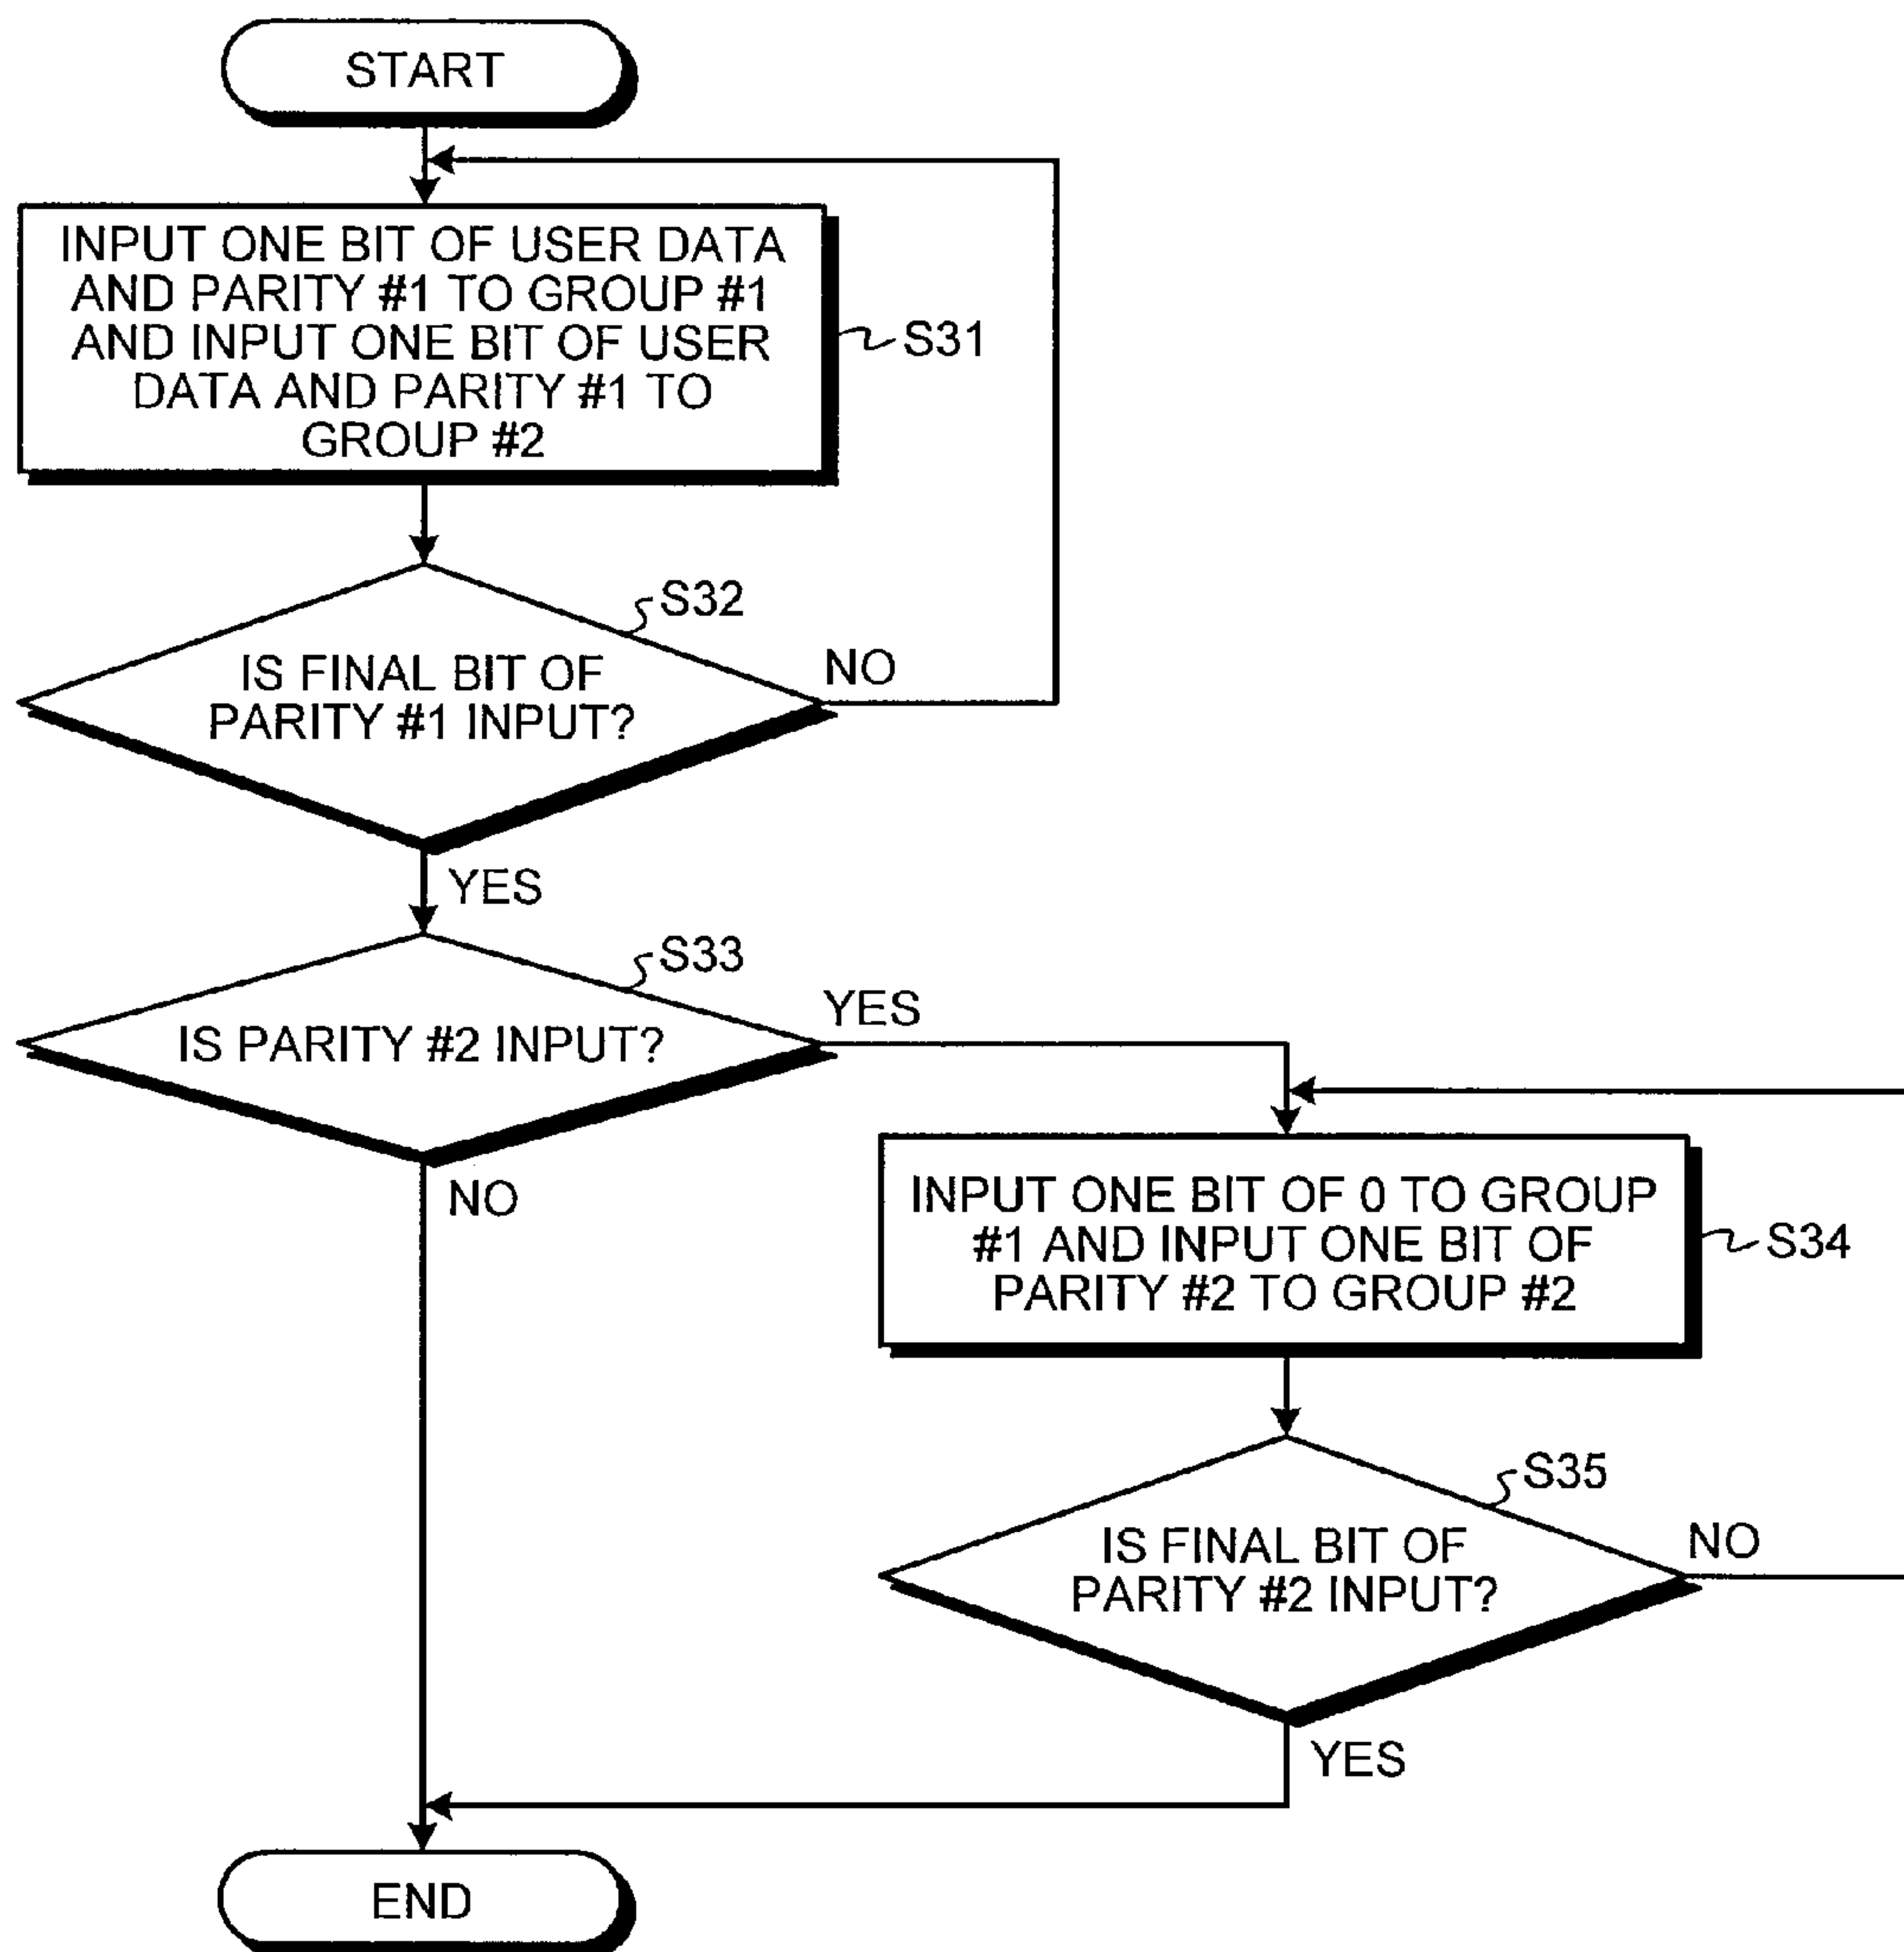 START
INPUT ONE BIT OF USER DATA
AND PARITY #1 TO GROUP #1
AND INPUT ONE BIT OF USER
DATA AND PARITY #1 TO
GROUP #2
S31
S32
IS FINAL BIT OF
PARITY #1 INPUT?
NO
YES
S33
IS PARITY #2 INPUT?
YES
NO
INPUT ONE BIT OF 0 TO GROUP
#1 AND INPUT ONE BIT OF
PARITY #2 TO GROUP #2
S34
S35
IS FINAL BIT OF
PARITY #2 INPUT?
NO
YES
END